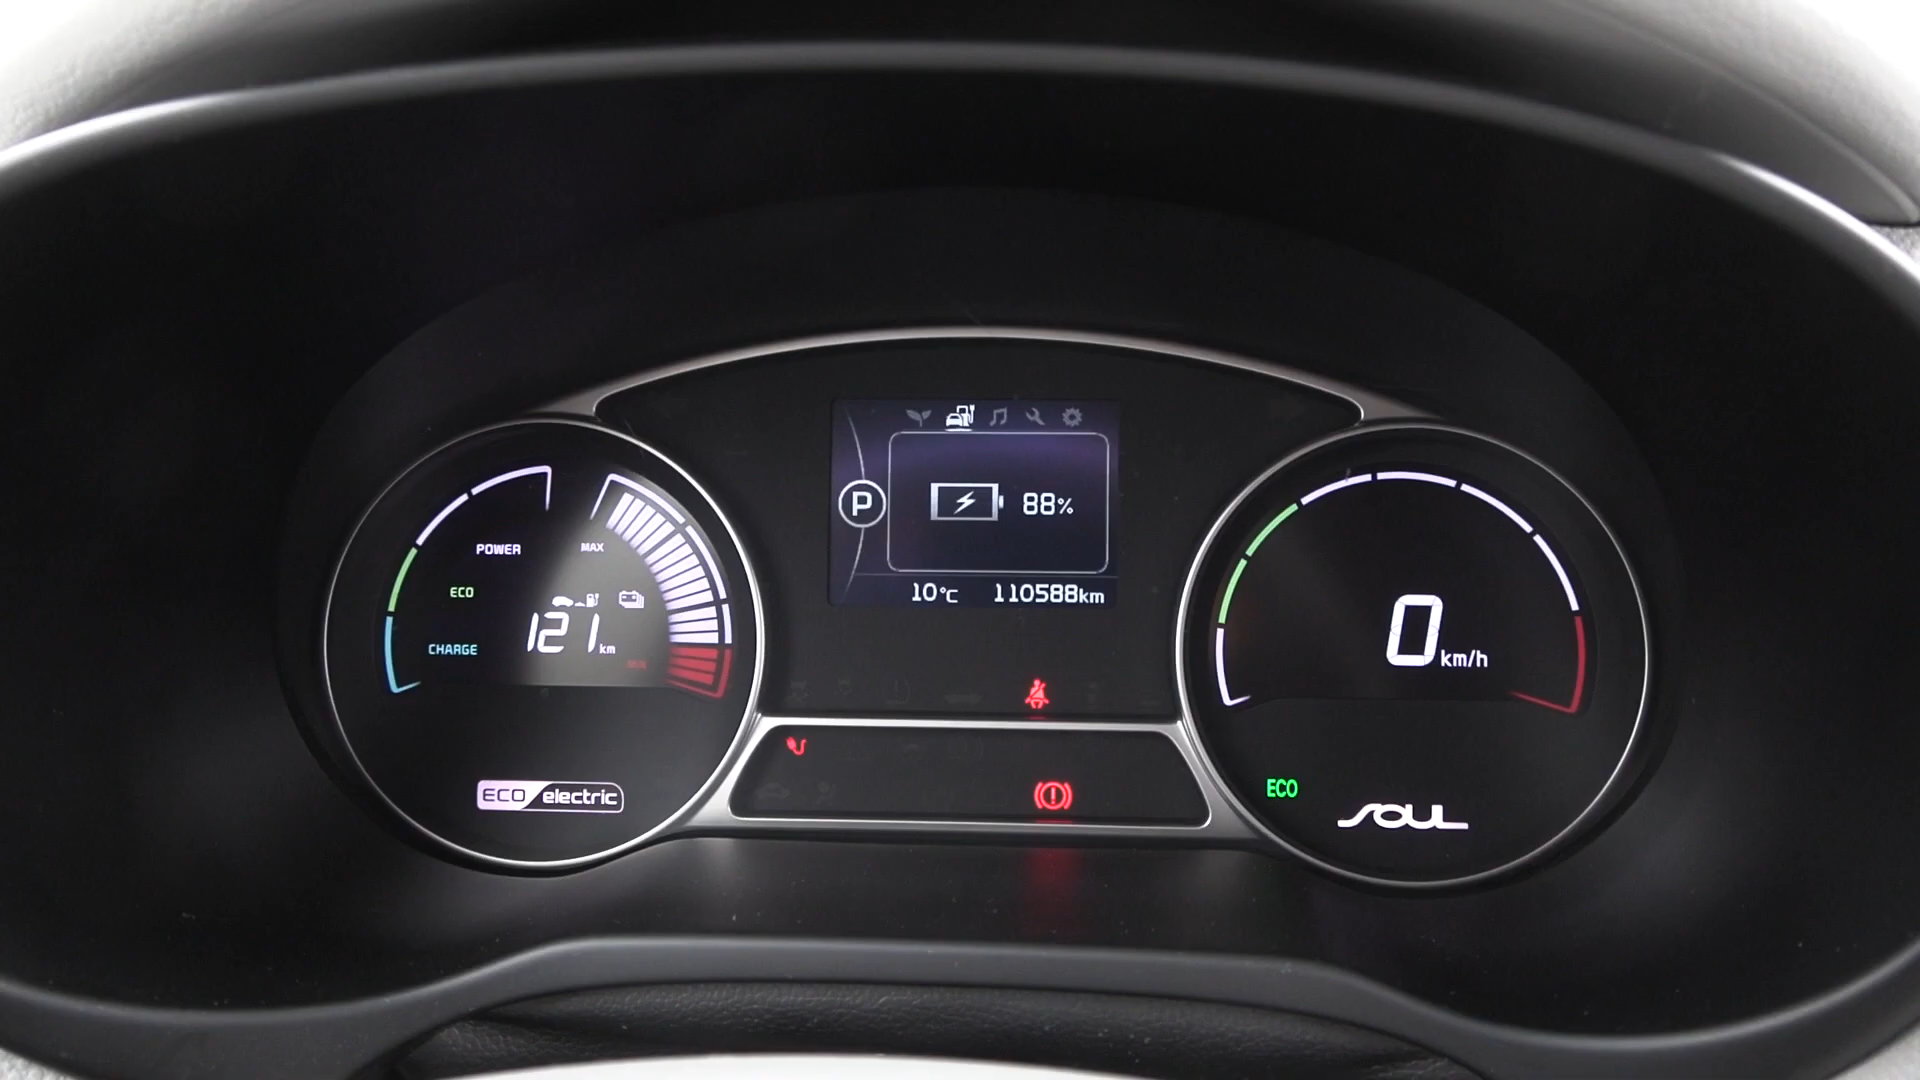 P
88%
10°C 110588km
POWER
MAX
ECO
CHARGE
121 km
ECO electric
0 km/h
ECO
SOUL